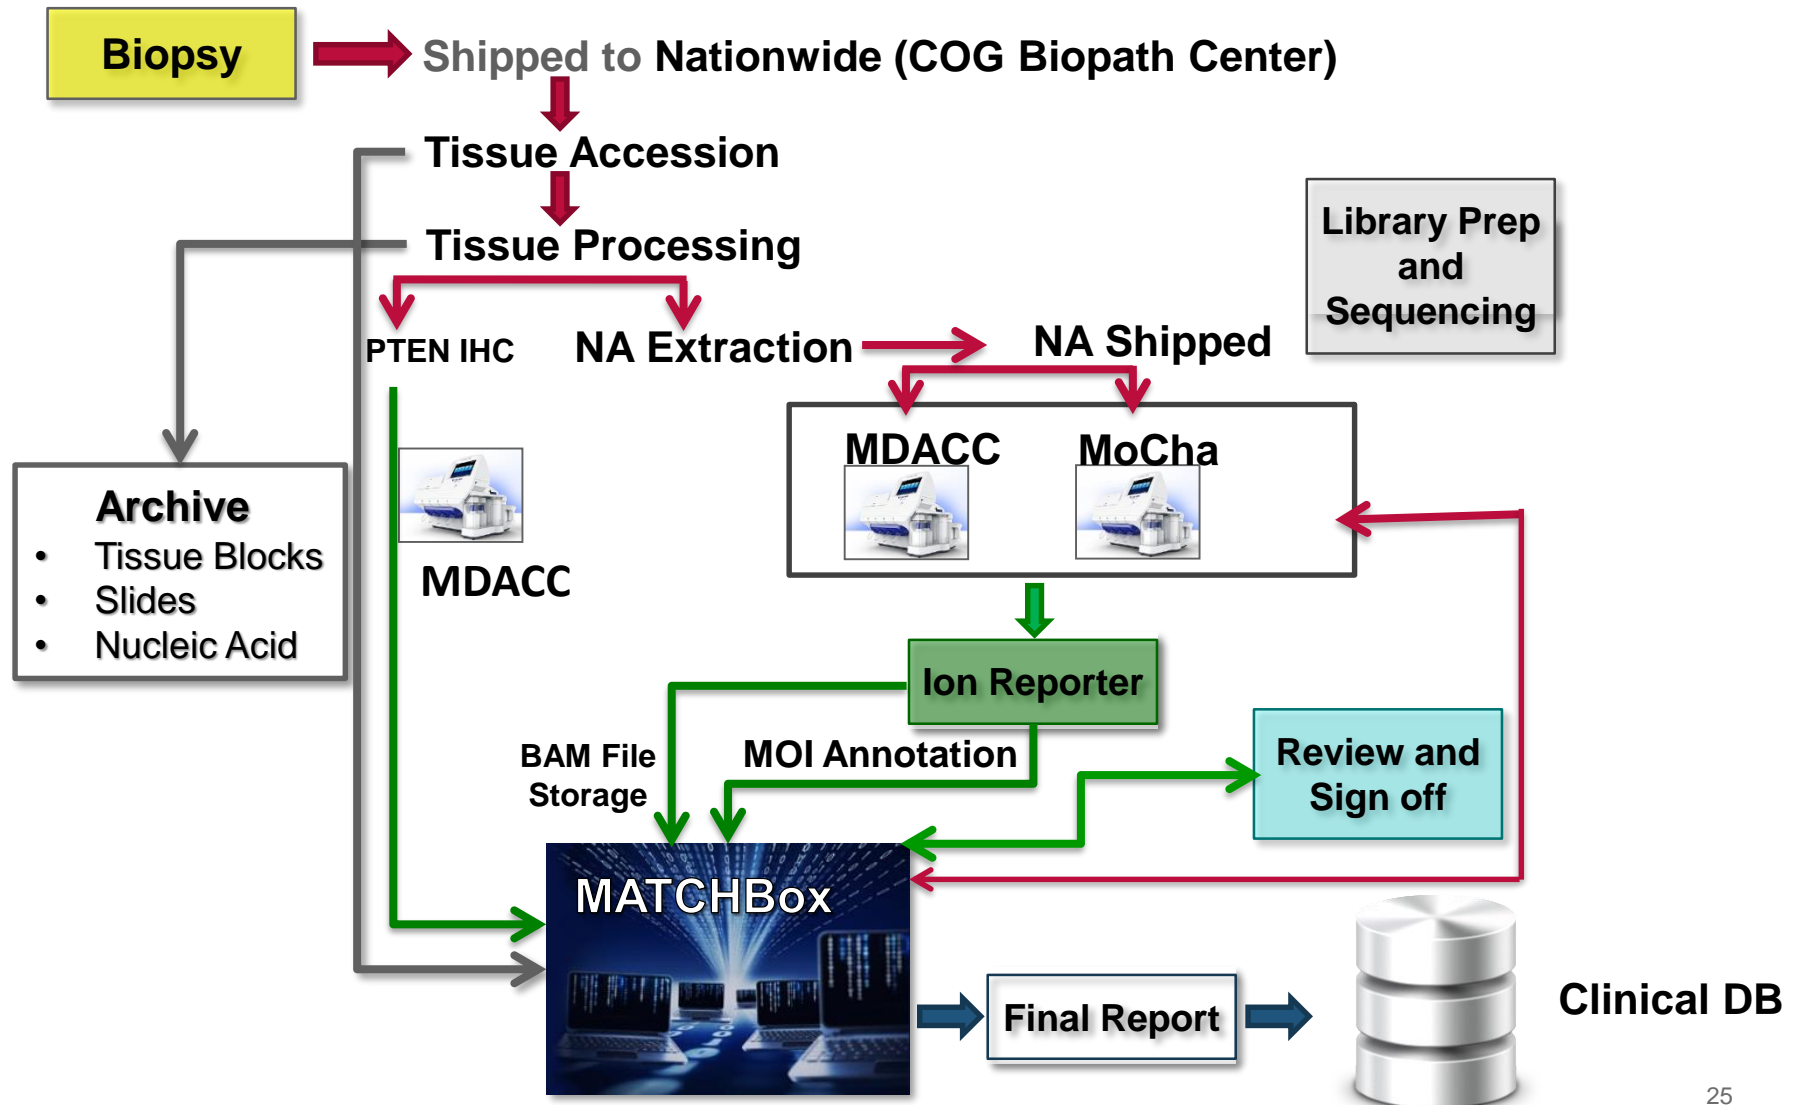 Biopsy
Shipped to Nationwide (COG Biopath Center)
Tissue Accession
Tissue Processing
Library Prep
and
Sequencing
PTEN IHC
NA Extraction
NA Shipped
MDACC
MoCha
Archive
• Tissue Blocks
• Slides
• Nucleic Acid
MDACC
Ion Reporter
BAM File
Storage
MOI Annotation
Review and
Sign off
MATCHBox
Final Report
Clinical DB
25